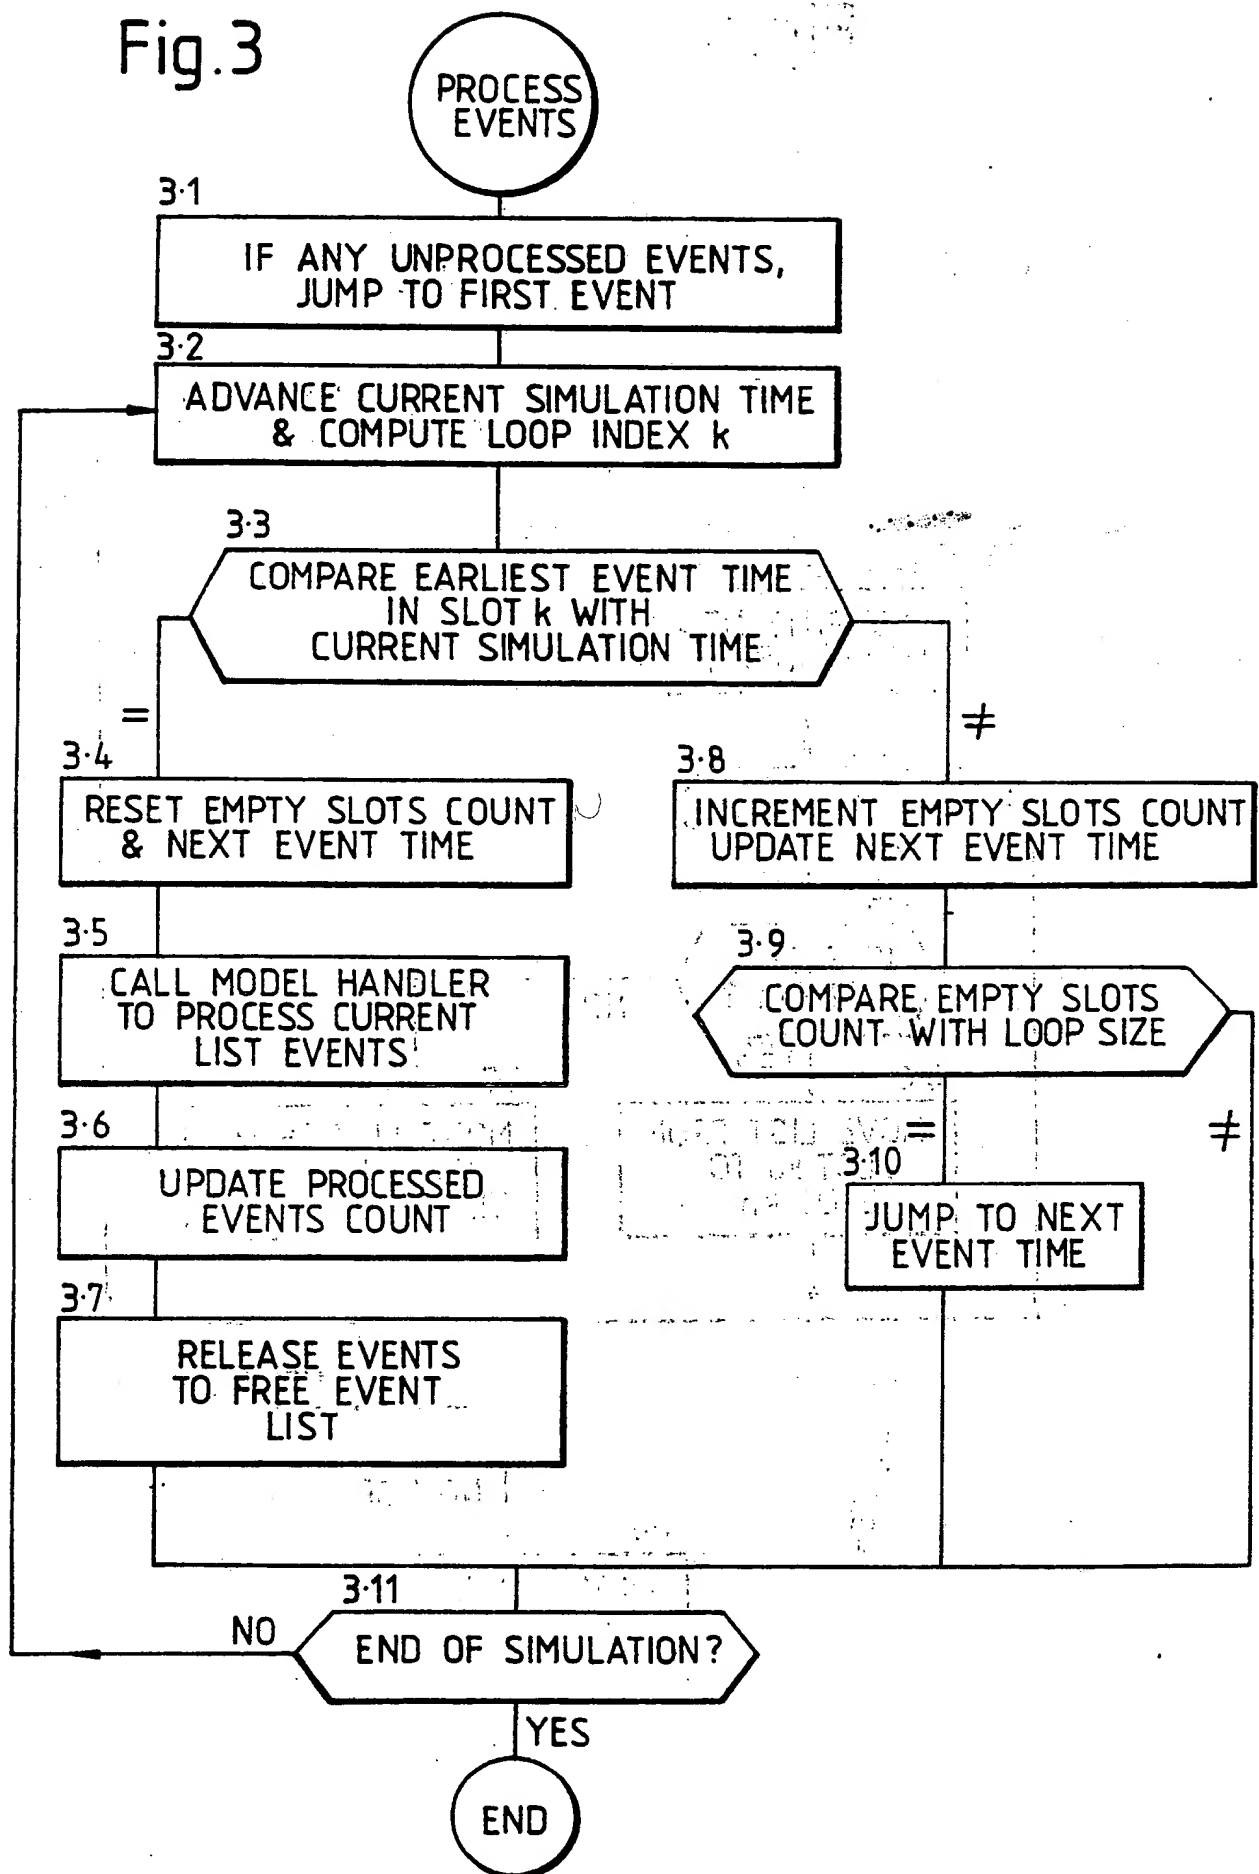 Fig.3
PROCESS
EVENTS
3·1
IF ANY UNPROCESSED EVENTS,
JUMP TO FIRST EVENT
3·2
ADVANCE CURRENT SIMULATION TIME
& COMPUTE LOOP INDEX k
3·3
COMPARE EARLIEST EVENT TIME
IN SLOT k WITH
CURRENT SIMULATION TIME
=
≠
3·4
RESET EMPTY SLOTS COUNT
& NEXT EVENT TIME
3·8
INCREMENT EMPTY SLOTS COUNT
UPDATE NEXT EVENT TIME
3·5
CALL MODEL HANDLER
TO PROCESS CURRENT
LIST EVENTS
3·9
COMPARE EMPTY SLOTS
COUNT WITH LOOP SIZE
=
≠
3·6
UPDATE PROCESSED
EVENTS COUNT
3·10
JUMP TO NEXT
EVENT TIME
3·7
RELEASE EVENTS
TO FREE EVENT
LIST
3·11
END OF SIMULATION?
NO
YES
END